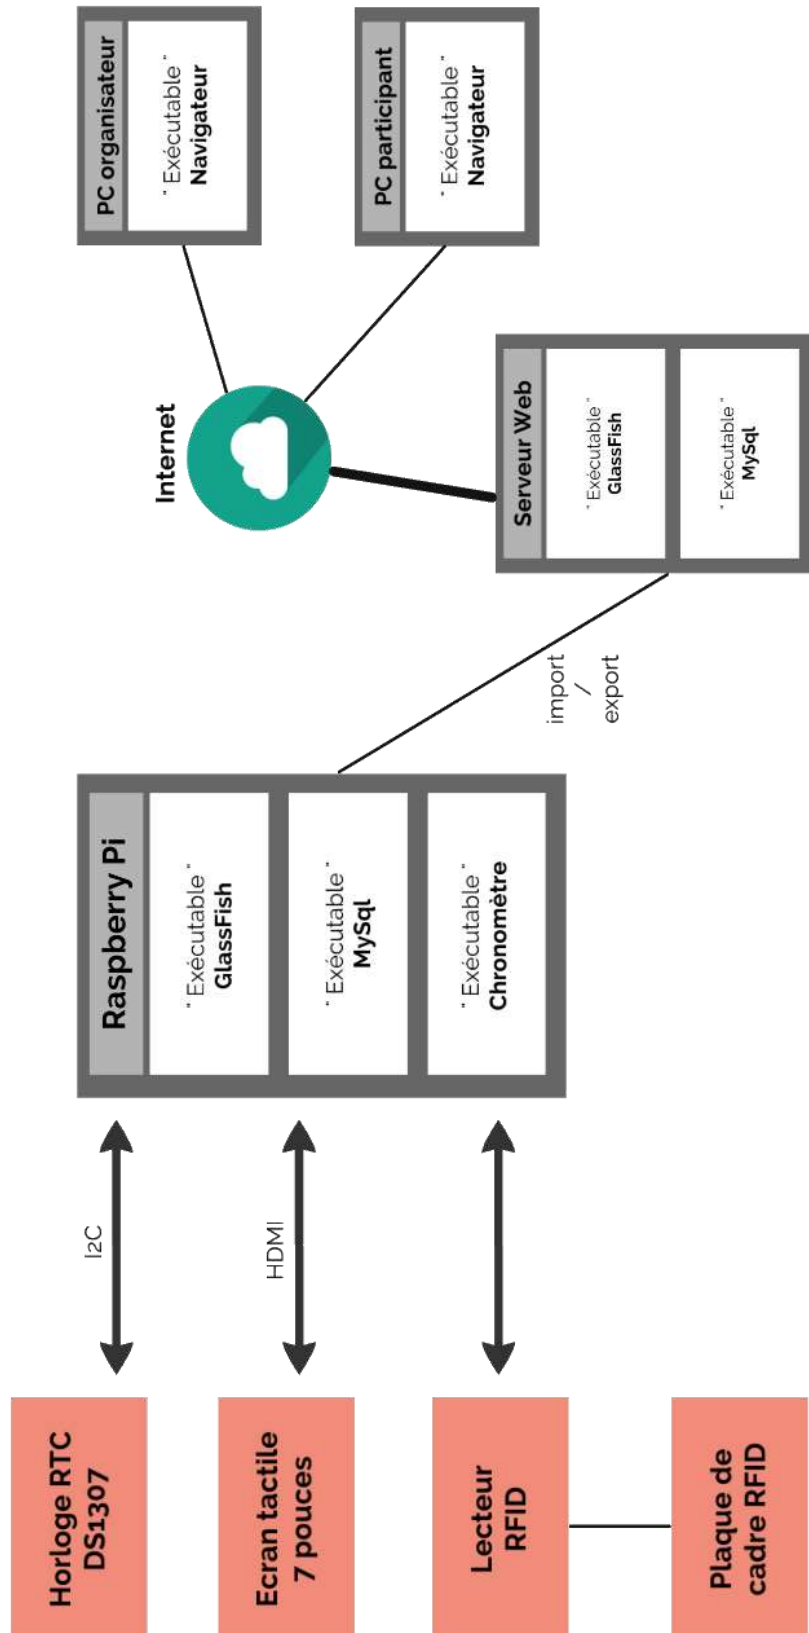 Horloge RTC
DS1307
I2C
Ecran tactile
7 pouces
HDMI
Lecteur
RFID
Plaque de
cadre RFID
Raspberry Pi
" Exécutable "
GlassFish
" Exécutable "
MySql
" Exécutable "
Chronomètre
import
/
export
Internet
Serveur Web
" Exécutable "
GlassFish
" Exécutable "
MySql
PC organisateur
" Exécutable "
Navigateur
PC participant
" Exécutable "
Navigateur